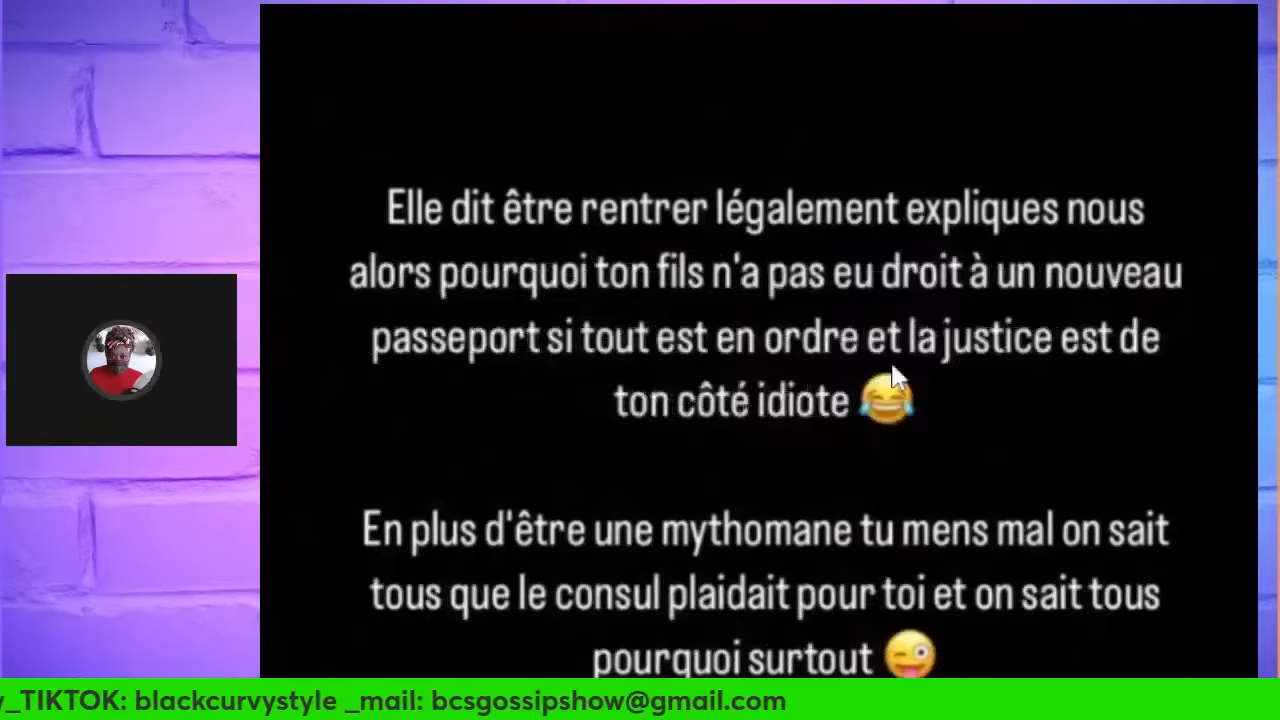 Elle dit être rentrer légalement expliques nous
alors pourquoi ton fils n'a pas eu droit à un nouveau
passeport si tout est en ordre et la justice est de
ton côté idiote 😂
En plus d'être une mythomane tu mens mal on sait
tous que le consul plaidait pour toi et on sait tous
pourquoi surtout 😜
_TIKTOK: blackcurvystyle _mail: bcsgossipshow@gmail.com